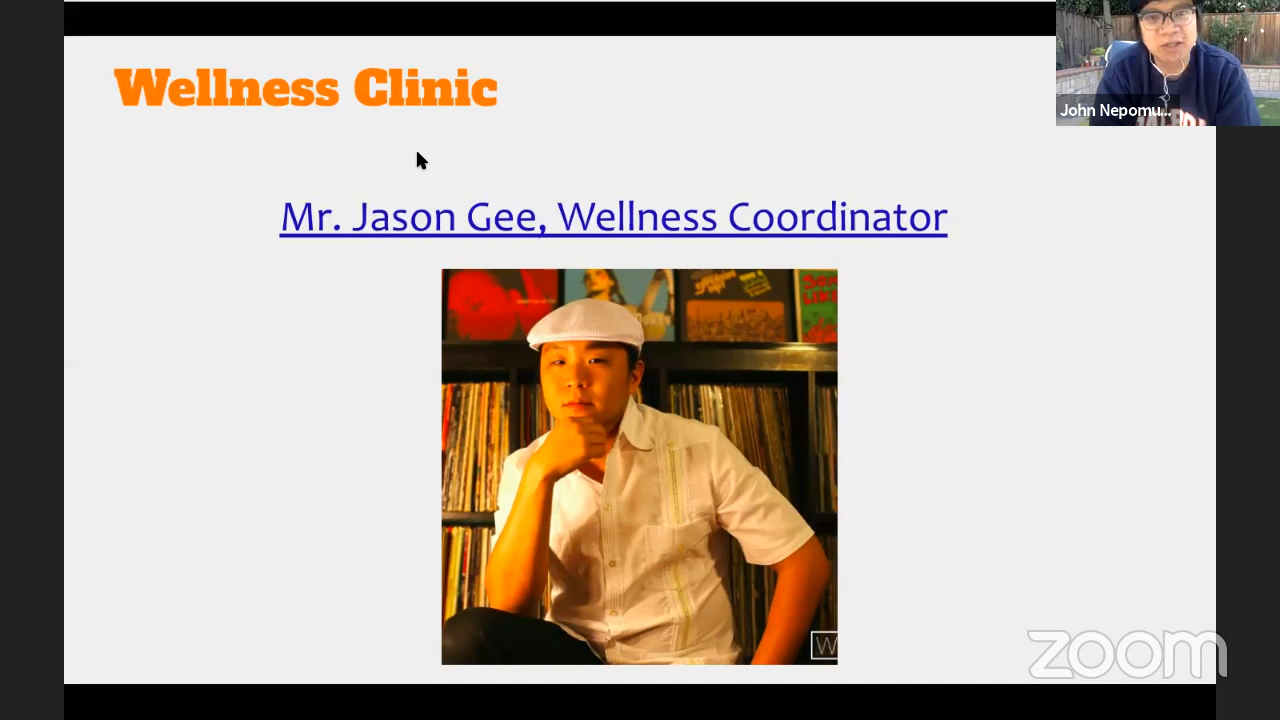 Wellness Clinic
John Nepomu...
Mr. Jason Gee, Wellness Coordinator
W
zoom